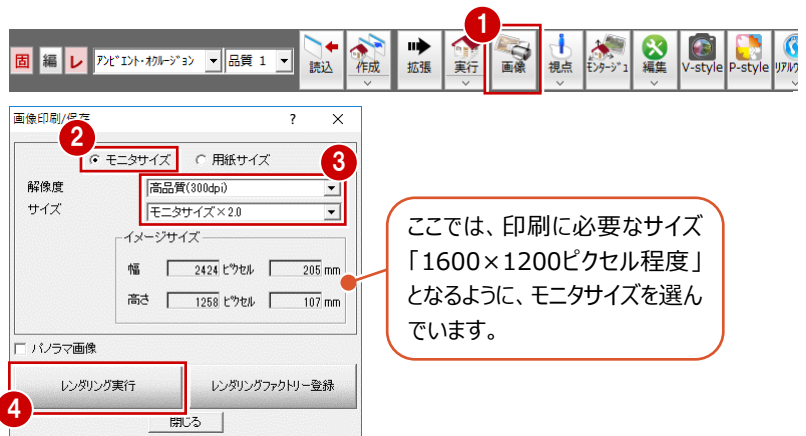 1
固 編 レ ｱﾝﾋﾞｴﾝﾄ･ｵｸﾙｰｼﾞｮﾝ 品質 1 読込 作成 拡張 実行 画像 視点 ﾓﾝﾀｰｼﾞｭ 編集 V-style P-style
画像印刷/保存 ? ×
2
モニタサイズ 用紙サイズ
3
解像度 高品質(300dpi)
サイズ モニタサイズ×2.0
イメージサイズ
幅 2424 ﾋﾟｸｾﾙ 205 mm
高さ 1258 ﾋﾟｸｾﾙ 107 mm
パノラマ画像
レンダリング実行 レンダリングファクトリー登録
4
閉じる
ここでは、印刷に必要なサイズ
「1600×1200ピクセル程度」
となるように、モニタサイズを選ん
でいます。